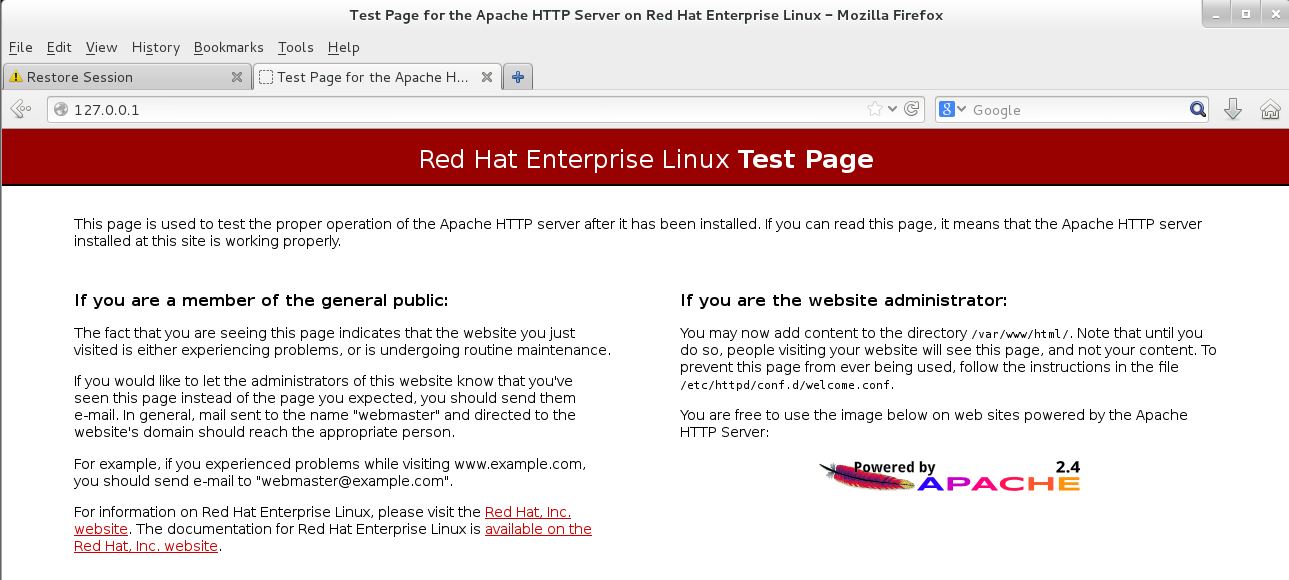 Test Page for the Apache HTTP Server on Red Hat Enterprise Linux – Mozilla Firefox
File Edit View History Bookmarks Tools Help
Restore Session
Test Page for the Apache H...
127.0.0.1
Google
Red Hat Enterprise Linux Test Page
This page is used to test the proper operation of the Apache HTTP server after it has been installed. If you can read this page, it means that the Apache HTTP server
installed at this site is working properly.
If you are a member of the general public:
The fact that you are seeing this page indicates that the website you just
visited is either experiencing problems, or is undergoing routine maintenance.
If you would like to let the administrators of this website know that you've
seen this page instead of the page you expected, you should send them
e-mail. In general, mail sent to the name "webmaster" and directed to the
website's domain should reach the appropriate person.
For example, if you experienced problems while visiting www.example.com,
you should send e-mail to "webmaster@example.com".
For information on Red Hat Enterprise Linux, please visit the Red Hat, Inc.
website. The documentation for Red Hat Enterprise Linux is available on the
Red Hat, Inc. website.
If you are the website administrator:
You may now add content to the directory /var/www/html/. Note that until you
do so, people visiting your website will see this page, and not your content. To
prevent this page from ever being used, follow the instructions in the file
/etc/httpd/conf.d/welcome.conf.
You are free to use the image below on web sites powered by the Apache
HTTP Server:
Powered by 2.4
APACHE